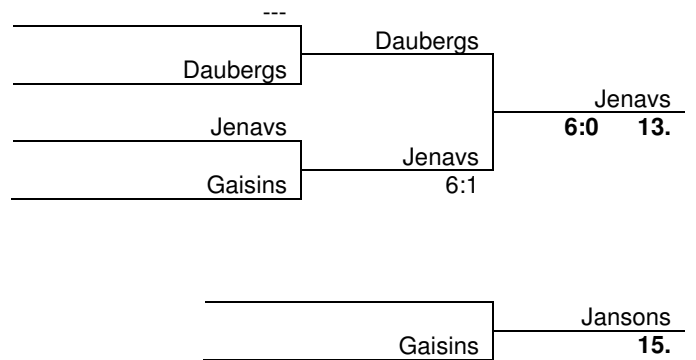 ---
Daubergs
Daubergs
Jenavs
6:0 13.
Jenavs
Jenavs
6:1
Gaisins
Jansons
15.
Gaisins